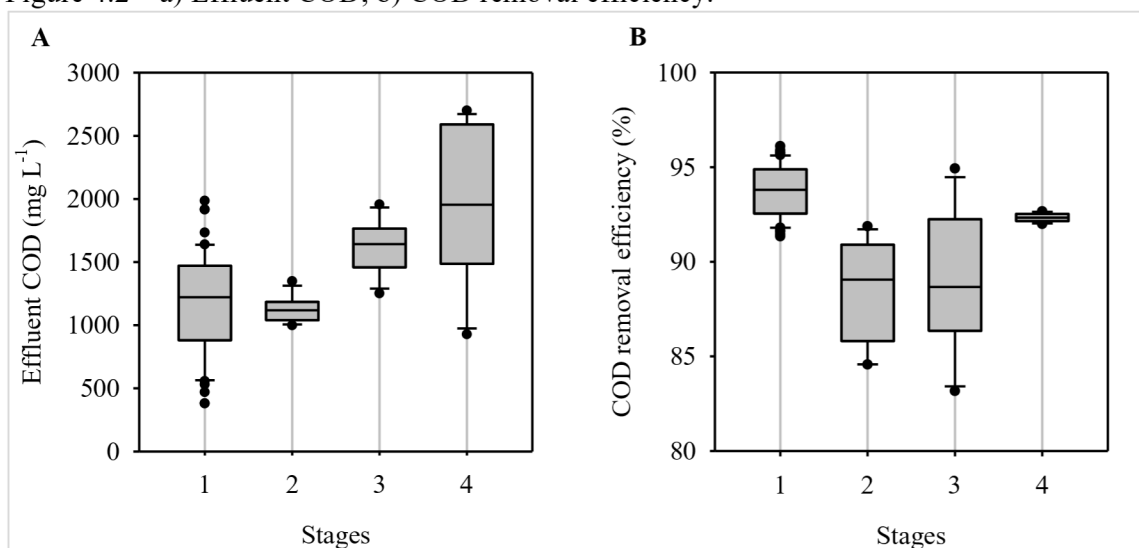 Figure 4.2 – a) Effluent COD; b) COD removal efficiency.
A
3000
2500
2000
1500
1000
500
0
Effluent COD (mg L⁻¹)
1 2 3 4
Stages
B
100
95
90
85
80
COD removal efficiency (%)
1 2 3 4
Stages